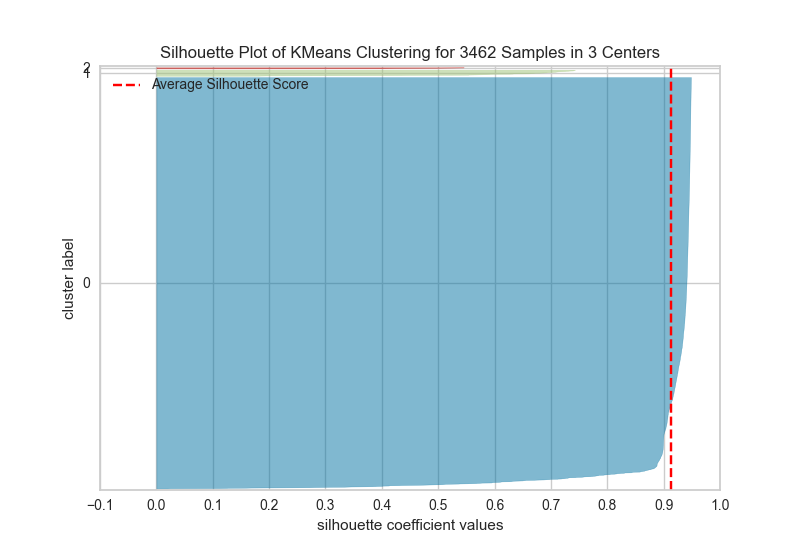 Silhouette Plot of KMeans Clustering for 3462 Samples in 3 Centers
2
1
Average Silhouette Score
cluster label
0
−0.1 0.0 0.1 0.2 0.3 0.4 0.5 0.6 0.7 0.8 0.9 1.0
silhouette coefficient values